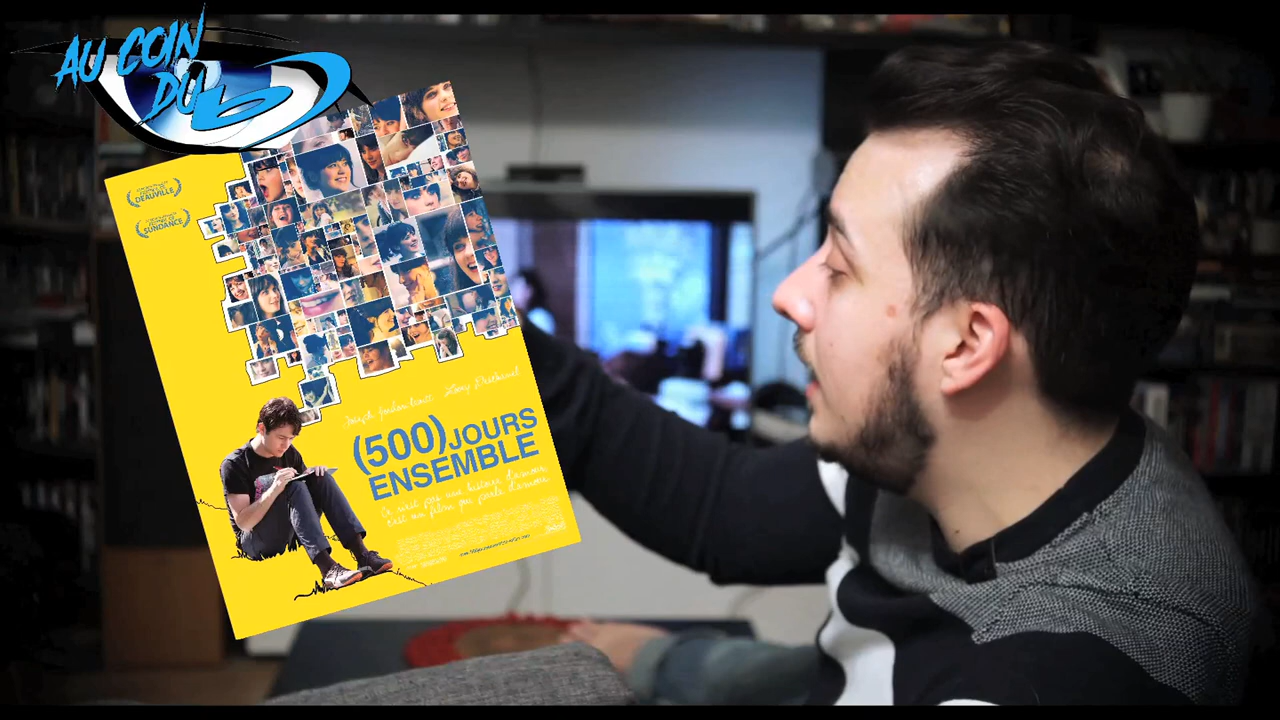 AU COIN
DU b
DEAUVILLE
SUNDANCE
Joseph Gordon-Levitt Zooey Deschanel
(500) JOURS
ENSEMBLE
Ce n'est pas une histoire d'amour
c'est un film qui parle d'amour